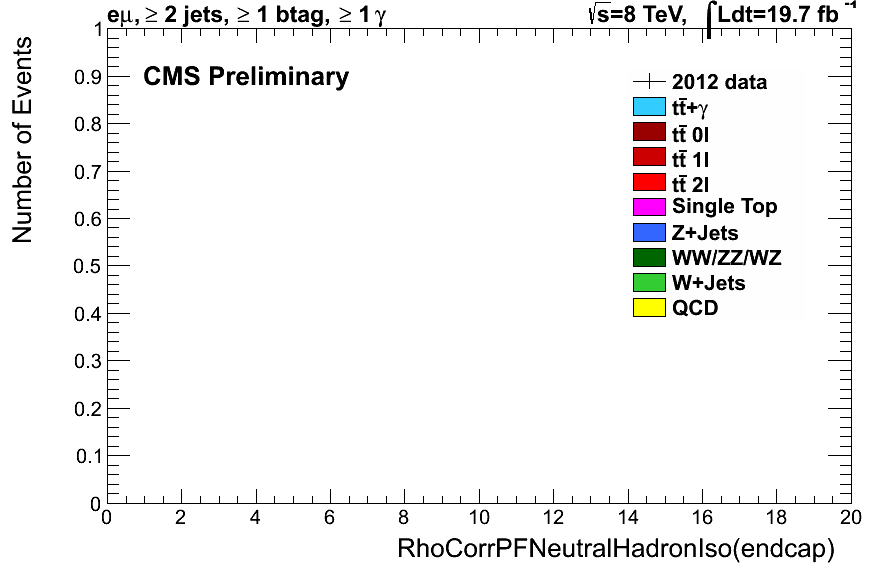 eμ, ≥ 2 jets, ≥ 1 btag, ≥ 1 γ
√s=8 TeV, ∫Ldt=19.7 fb⁻¹
CMS Preliminary
2012 data
tt̄+γ
tt̄ 0l
tt̄ 1l
tt̄ 2l
Single Top
Z+Jets
WW/ZZ/WZ
W+Jets
QCD
Number of Events
1
0.9
0.8
0.7
0.6
0.5
0.4
0.3
0.2
0.1
0
0 2 4 6 8 10 12 14 16 18 20
RhoCorrPFNeutralHadronIso(endcap)